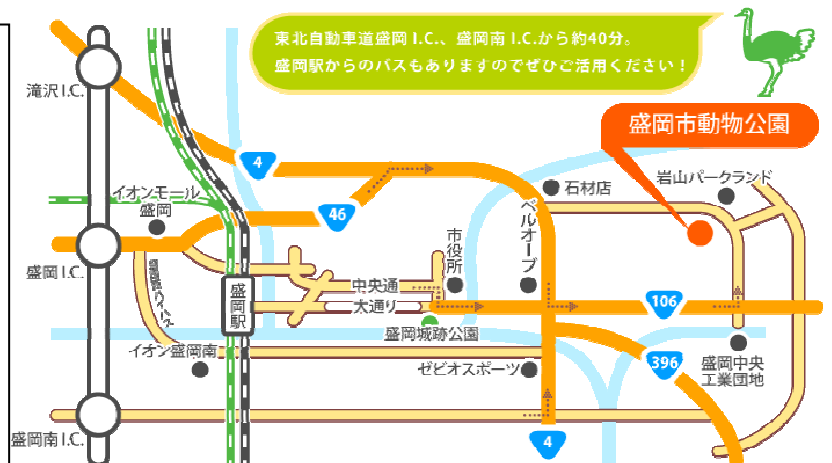 東北自動車道盛岡I.C.、盛岡南I.C.から約40分。
盛岡駅からのバスもありますのでぜひご活用ください！
盛岡市動物公園
滝沢I.C.
4
石材店
岩山パークランド
イオンモール
盛岡
46
ベルオーブ
市役所
盛岡I.C.
盛岡駅
中央通
大通り
106
盛岡城跡公園
イオン盛岡南
ゼビオスポーツ
396
盛岡中央
工業団地
盛岡南I.C.
4